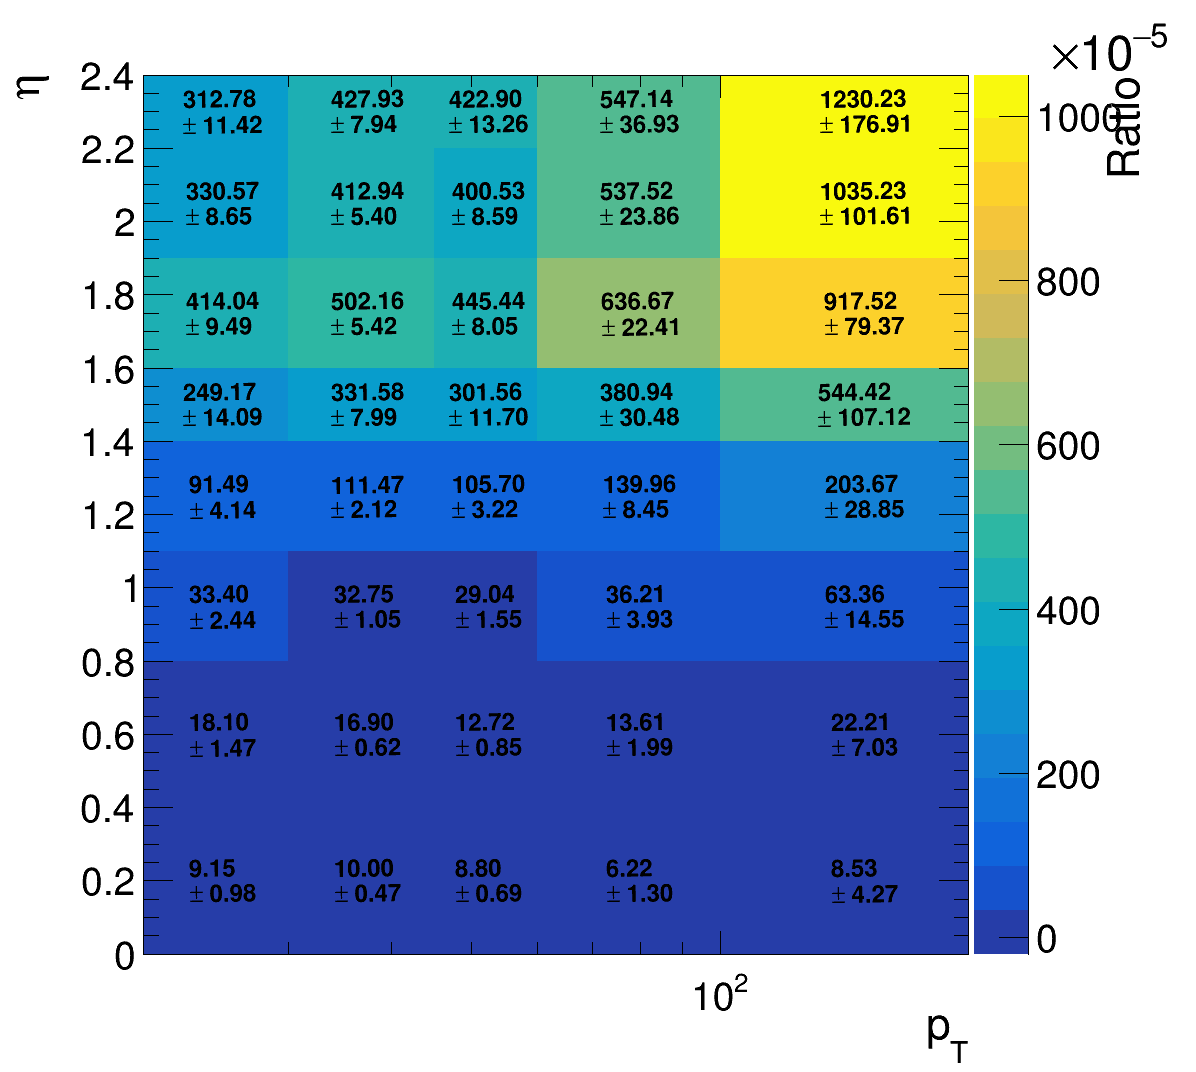 ×10⁻⁵
η
Ratio
2.4
2.2
2
1.8
1.6
1.4
1.2
1
0.8
0.6
0.4
0.2
0
312.78 427.93 422.90 547.14 1230.23
± 11.42 ± 7.94 ± 13.26 ± 36.93 ± 176.91
330.57 412.94 400.53 537.52 1035.23
± 8.65 ± 5.40 ± 8.59 ± 23.86 ± 101.61
414.04 502.16 445.44 636.67 917.52
± 9.49 ± 5.42 ± 8.05 ± 22.41 ± 79.37
249.17 331.58 301.56 380.94 544.42
± 14.09 ± 7.99 ± 11.70 ± 30.48 ± 107.12
91.49 111.47 105.70 139.96 203.67
± 4.14 ± 2.12 ± 3.22 ± 8.45 ± 28.85
33.40 32.75 29.04 36.21 63.36
± 2.44 ± 1.05 ± 1.55 ± 3.93 ± 14.55
18.10 16.90 12.72 13.61 22.21
± 1.47 ± 0.62 ± 0.85 ± 1.99 ± 7.03
9.15 10.00 8.80 6.22 8.53
± 0.98 ± 0.47 ± 0.69 ± 1.30 ± 4.27
1000
800
600
400
200
0
10²
p_T